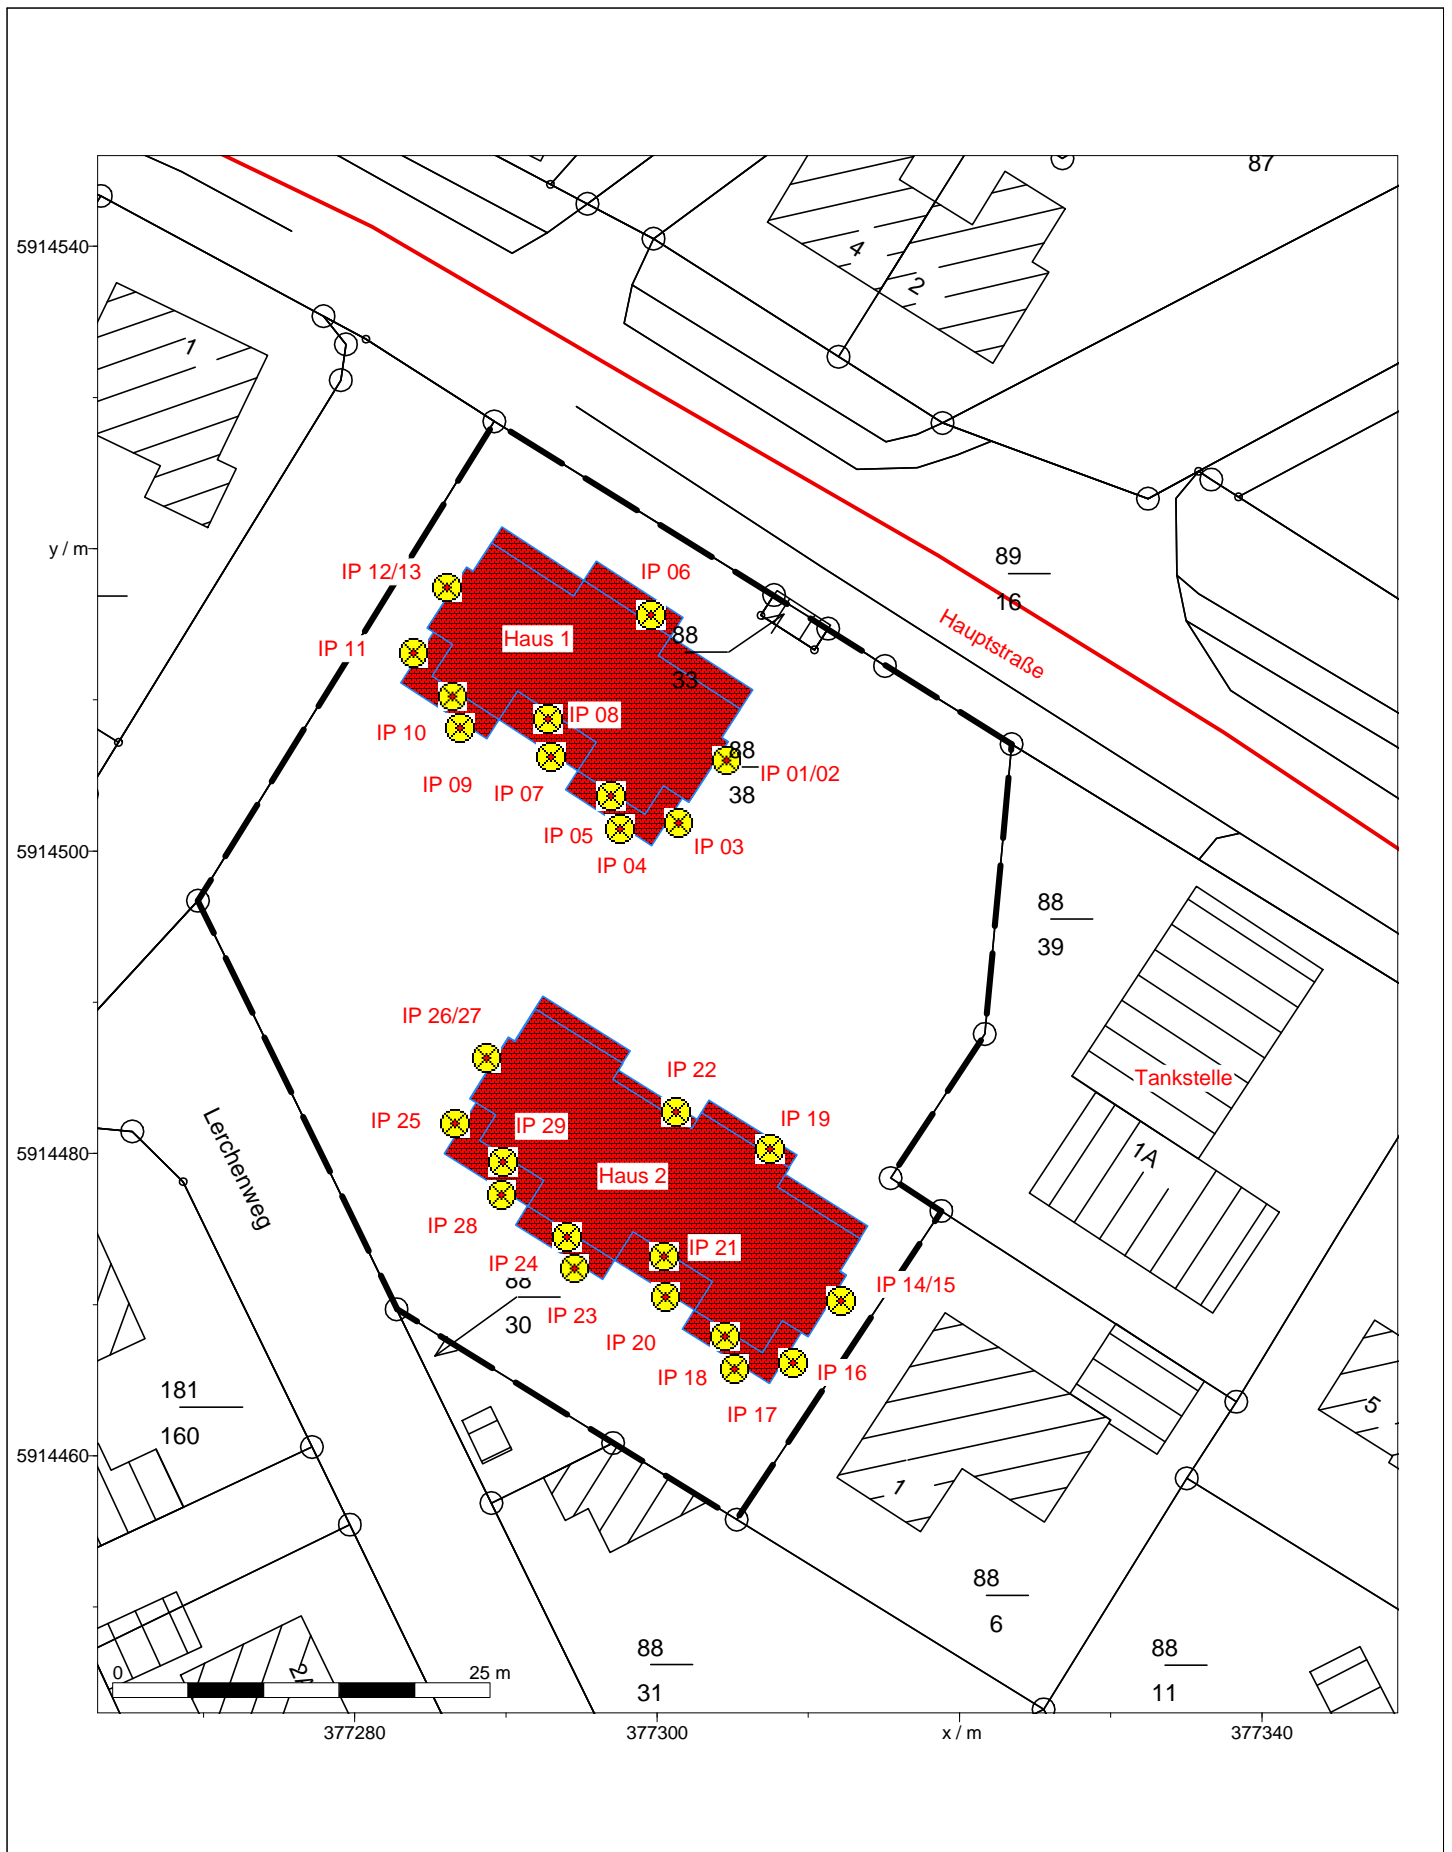 87
5914540
4
2
1
y / m
89
16
IP 12/13
IP 06
Hauptstraße
IP 11
Haus 1
88
33
IP 10
IP 08
88
38
IP 01/02
IP 09
IP 07
IP 05
IP 04
IP 03
5914500
88
39
IP 26/27
Tankstelle
IP 22
IP 19
IP 25
IP 29
Haus 2
1A
5914480
Lerchenweg
IP 28
IP 24
IP 21
IP 14/15
30
IP 23
IP 20
IP 18
IP 17
IP 16
181
160
5
5914460
1
88
6
88
31
88
11
0
25 m
377280
377300
x / m
377340